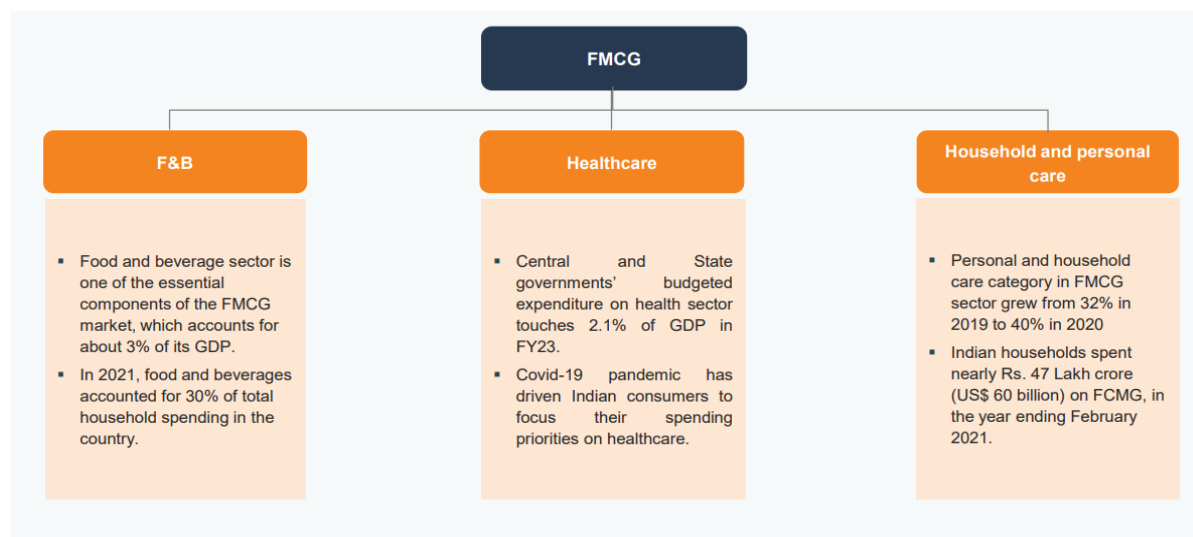 FMCG
F&B
▪ Food and beverage sector is
one of the essential
components of the FMCG
market, which accounts for
about 3% of its GDP.
▪ In 2021, food and beverages
accounted for 30% of total
household spending in the
country.
Healthcare
▪ Central and State
governments’ budgeted
expenditure on health sector
touches 2.1% of GDP in
FY23.
▪ Covid-19 pandemic has
driven Indian consumers to
focus their spending
priorities on healthcare.
Household and personal
care
▪ Personal and household
care category in FMCG
sector grew from 32% in
2019 to 40% in 2020
▪ Indian households spent
nearly Rs. 47 Lakh crore
(US$ 60 billion) on FCMG, in
the year ending February
2021.